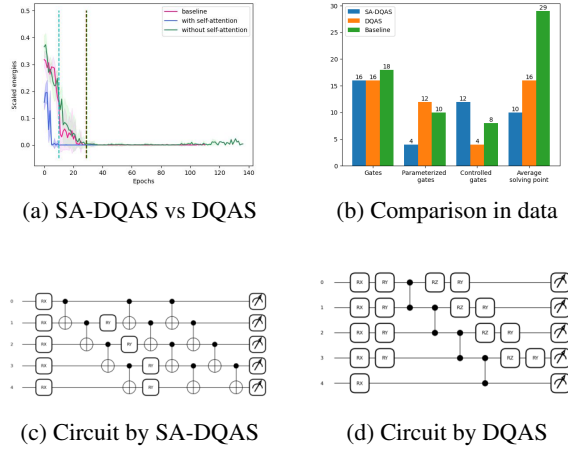 baseline
with self-attention
without self-attention
Scaled energies
0.5
0.4
0.3
0.2
0.1
0.0
0 20 40 60 80 100 120 140
Epochs
(a) SA-DQAS vs DQAS
SA-DQAS
DQAS
Baseline
30
25
20
15
10
5
0
16 16 18
4 12 10
12 4 8
10 16 29
Gates Parameterized gates Controlled gates Average solving point
(b) Comparison in data
0 RX
1 RX RY
2 RX RY
3 RX RY
4 RX RY
(c) Circuit by SA-DQAS
0 RX RY RZ RY
1 RX RY RZ RY
2 RX RY RZ RY
3 RX RY RZ RY
4 RX
(d) Circuit by DQAS